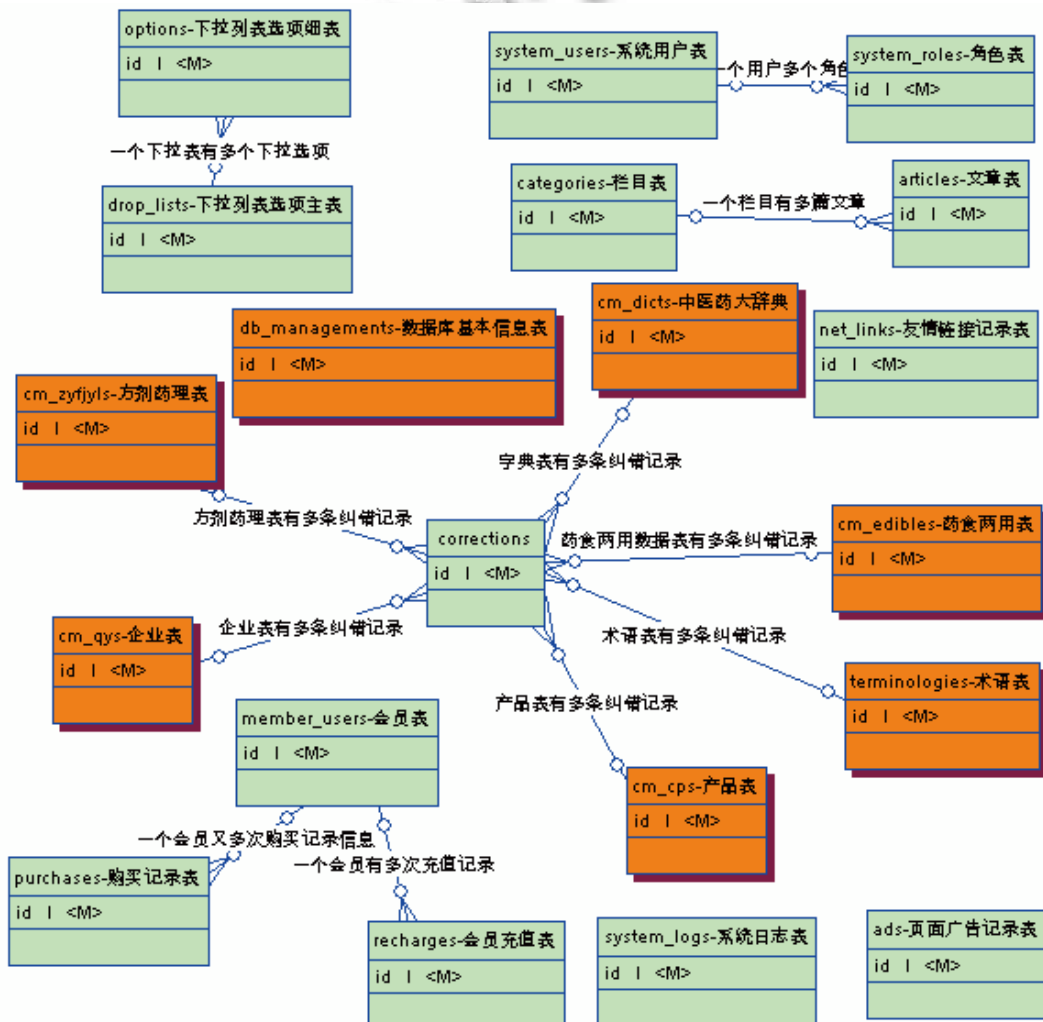 options-下拉列表选项细表
id I <M>
一个下拉表有多个下拉选项
drop_lists-下拉列表选项主表
id I <M>
system_users-系统用户表
id I <M>
一个用户多个角色
system_roles-角色表
id I <M>
categories-栏目表
id I <M>
一个栏目有多篇文章
articles-文章表
id I <M>
db_managements-数据库基本信息表
id I <M>
cm_dicts-中医药大辞典
id I <M>
net_links-友情链接记录表
id I <M>
cm_zyfjyls-方剂药理表
id I <M>
字典表有多条纠错记录
方剂药理表有多条纠错记录
corrections
id I <M>
药食两用数据表有多条纠错记录
cm_edibles-药食两用表
id I <M>
cm_qys-企业表
id I <M>
企业表有多条纠错记录
术语表有多条纠错记录
terminologies-术语表
id I <M>
产品表有多条纠错记录
member_users-会员表
id I <M>
cm_cps-产品表
id I <M>
一个会员又多次购买记录信息
一个会员有多次充值记录
purchases-购买记录表
id I <M>
recharges-会员充值表
id I <M>
system_logs-系统日志表
id I <M>
ads-页面广告记录表
id I <M>